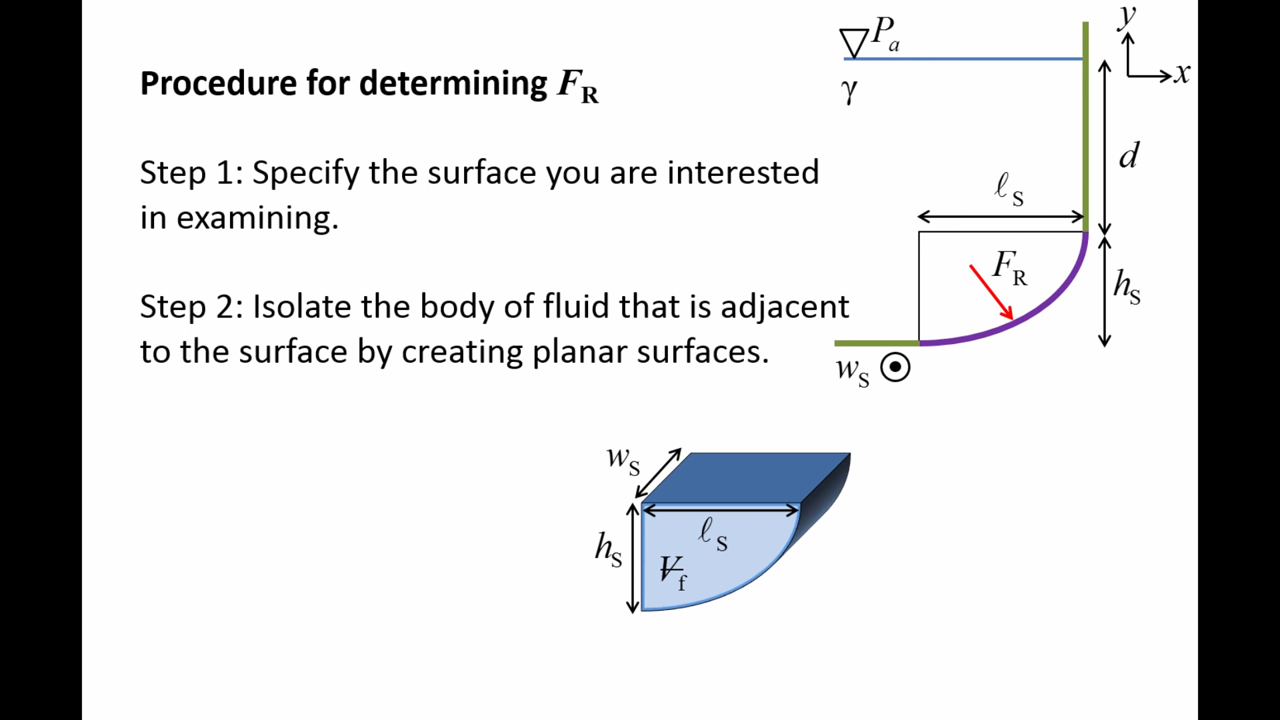 Procedure for determining F_R
Step 1: Specify the surface you are interested
in examining.
Step 2: Isolate the body of fluid that is adjacent
to the surface by creating planar surfaces.
P_a
γ
y
x
d
ℓ_S
F_R
h_S
w_S
w_S
h_S
ℓ_S
V_f